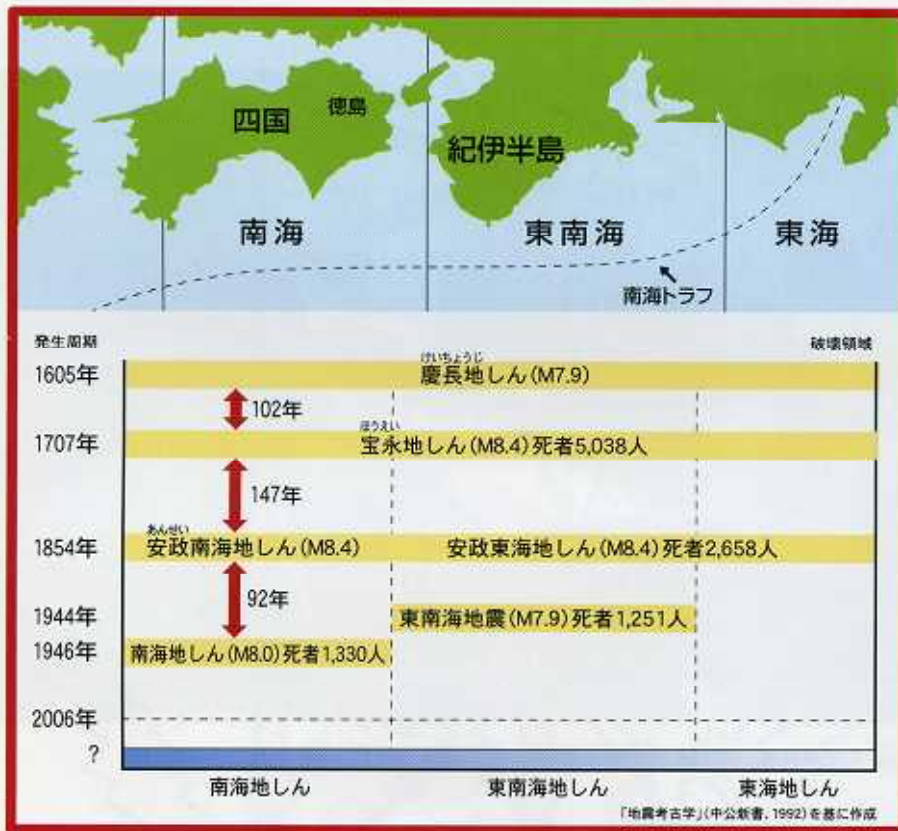 四国
徳島
紀伊半島
南海
東南海
東海
南海トラフ
発生周期
破壊領域
1605年
けいちょうじ
慶長地しん(M7.9)
102年
1707年
ほうえい
宝永地しん(M8.4)死者5,038人
147年
1854年
あんせい
安政南海地しん(M8.4)
安政東海地しん(M8.4)死者2,658人
92年
1944年
東南海地震(M7.9)死者1,251人
1946年
南海地しん(M8.0)死者1,330人
2006年
?
南海地しん
東南海地しん
東海地しん
「地震考古学」(中公新書、1992)を基に作成